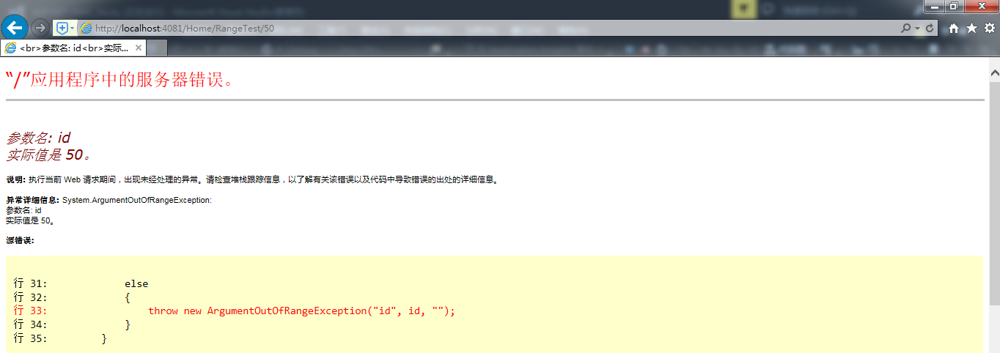 http://localhost:4081/Home/RangeTest/50
<br>参数名: id<br>实际...
“/”应用程序中的服务器错误。
参数名: id
实际值是 50。
说明: 执行当前 Web 请求期间，出现未经处理的异常。请检查堆栈跟踪信息，以了解有关该错误以及代码中导致错误的出处的详细信息。
异常详细信息: System.ArgumentOutOfRangeException:
参数名: id
实际值是 50。
源错误:
行 31:             else
行 32:             {
行 33:                 throw new ArgumentOutOfRangeException("id", id, "");
行 34:             }
行 35:         }